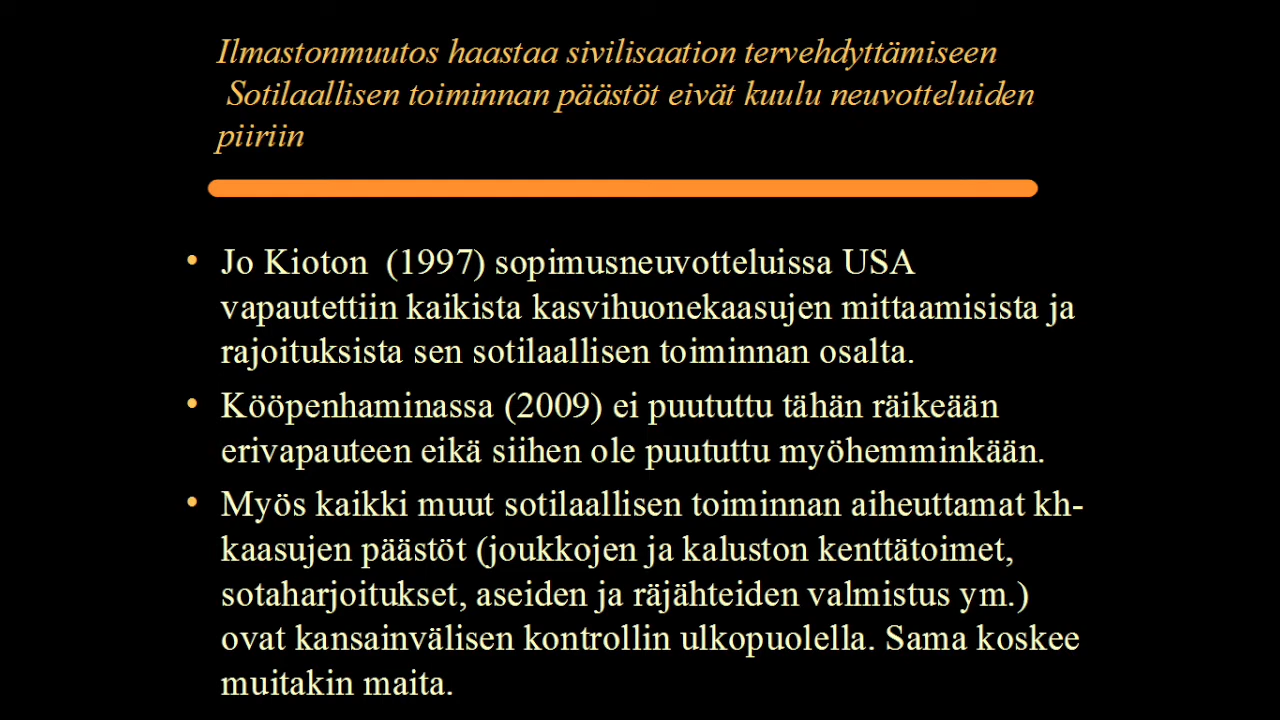 Ilmastonmuutos haastaa sivilisaation tervehdyttämiseen
Sotilaallisen toiminnan päästöt eivät kuulu neuvotteluiden
piiriin
• Jo Kioton (1997) sopimusneuvotteluissa USA
vapautettiin kaikista kasvihuonekaasujen mittaamisista ja
rajoituksista sen sotilaallisen toiminnan osalta.
• Kööpenhaminassa (2009) ei puututtu tähän räikeään
erivapauteen eikä siihen ole puututtu myöhemminkään.
• Myös kaikki muut sotilaallisen toiminnan aiheuttamat kh-
kaasujen päästöt (joukkojen ja kaluston kenttätoimet,
sotaharjoitukset, aseiden ja räjähteiden valmistus ym.)
ovat kansainvälisen kontrollin ulkopuolella. Sama koskee
muitakin maita.